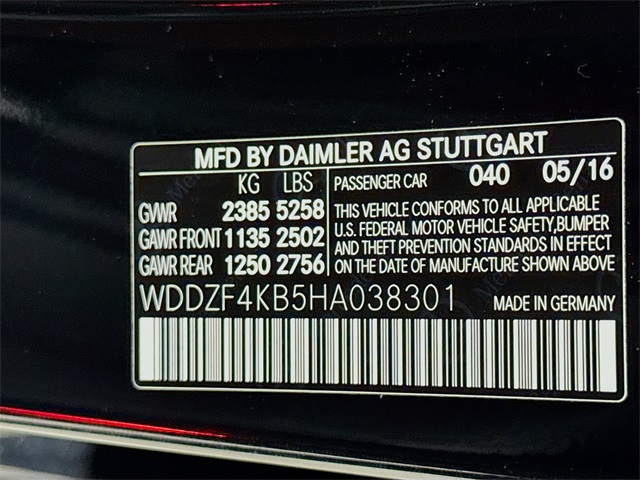 MFD BY DAIMLER AG STUTTGART
KG LBS
GVWR 2385 5258
GAWR FRONT 1135 2502
GAWR REAR 1250 2756
PASSENGER CAR 040 05/16
THIS VEHICLE CONFORMS TO ALL APPLICABLE
U.S. FEDERAL MOTOR VEHICLE SAFETY,BUMPER
AND THEFT PREVENTION STANDARDS IN EFFECT
ON THE DATE OF MANUFACTURE SHOWN ABOVE
WDDZF4KB5HA038301 MADE IN GERMANY